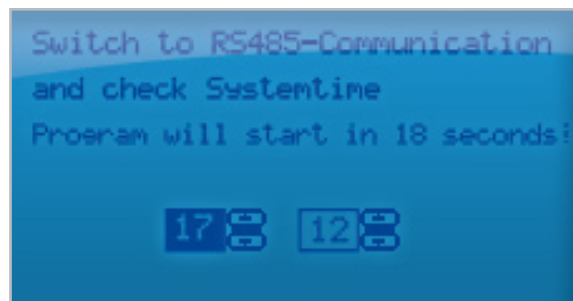 Switch to RS485-Communication
and check Systemtime
Program will start in 18 seconds!
17 12